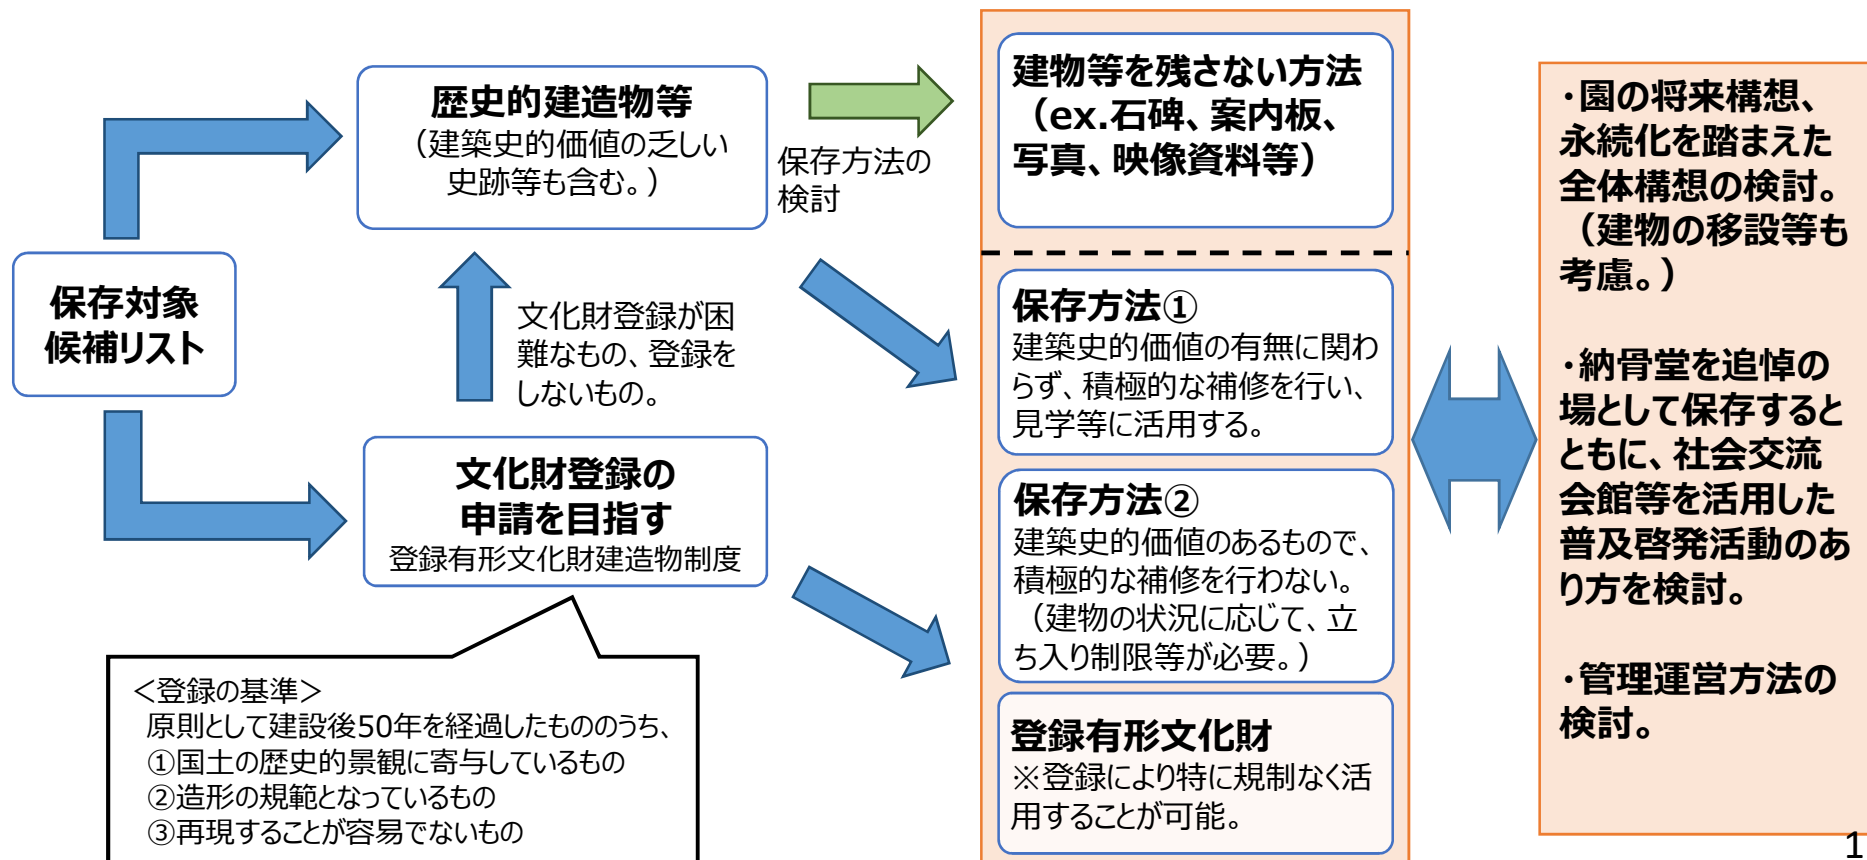 保存対象
候補リスト
歴史的建造物等
（建築史的価値の乏しい
史跡等も含む。）
文化財登録が困
難なもの、登録を
しないもの。
文化財登録の
申請を目指す
登録有形文化財建造物制度
＜登録の基準＞
原則として建設後50年を経過したもののうち、
①国土の歴史的景観に寄与しているもの
②造形の規範となっているもの
③再現することが容易でないもの
保存方法の
検討
建物等を残さない方法
（ex.石碑、案内板、
写真、映像資料等）
保存方法①
建築史的価値の有無に関わ
らず、積極的な補修を行い、
見学等に活用する。
保存方法②
建築史的価値のあるもので、
積極的な補修を行わない。
（建物の状況に応じて、立
ち入り制限等が必要。）
登録有形文化財
※登録により特に規制なく活
用することが可能。
・園の将来構想、
永続化を踏まえた
全体構想の検討。
（建物の移設等も
考慮。）
・納骨堂を追悼の
場として保存すると
ともに、社会交流
会館等を活用した
普及啓発活動のあ
り方を検討。
・管理運営方法の
検討。
1